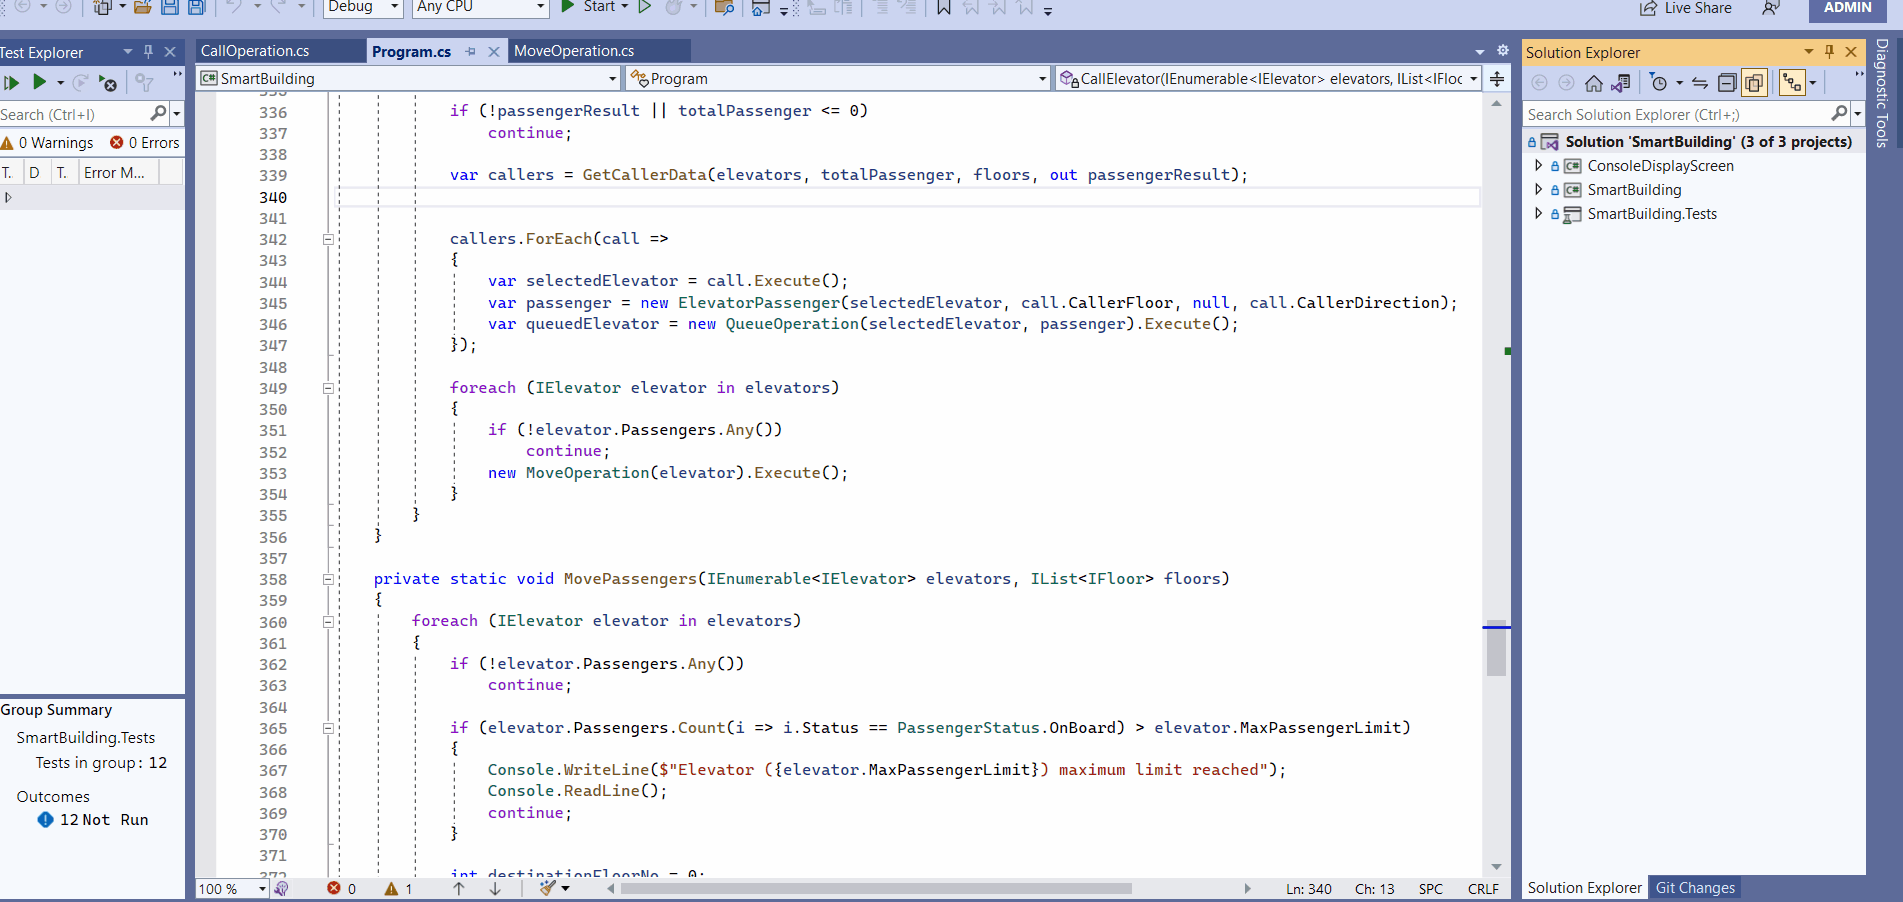 Debug
Any CPU
Start
Live Share
ADMIN
Test Explorer
Search (Ctrl+I)
0 Warnings
0 Errors
T.
D
T.
Error M...
Group Summary
SmartBuilding.Tests
Tests in group: 12
Outcomes
12 Not Run
CallOperation.cs
Program.cs
MoveOperation.cs
C# SmartBuilding
Program
CallElevator(IEnumerable<IElevator> elevators, IList<IFloc
336 if (!passengerResult || totalPassenger <= 0)
337 continue;
338
339 var callers = GetCallerData(elevators, totalPassenger, floors, out passengerResult);
340
341
342 callers.ForEach(call =>
343 {
344 var selectedElevator = call.Execute();
345 var passenger = new ElevatorPassenger(selectedElevator, call.CallerFloor, null, call.CallerDirection);
346 var queuedElevator = new QueueOperation(selectedElevator, passenger).Execute();
347 });
348
349 foreach (IElevator elevator in elevators)
350 {
351 if (!elevator.Passengers.Any())
352 continue;
353 new MoveOperation(elevator).Execute();
354 }
355 }
356 }
357
358 private static void MovePassengers(IEnumerable<IElevator> elevators, IList<IFloor> floors)
359 {
360 foreach (IElevator elevator in elevators)
361 {
362 if (!elevator.Passengers.Any())
363 continue;
364
365 if (elevator.Passengers.Count(i => i.Status == PassengerStatus.OnBoard) > elevator.MaxPassengerLimit)
366 {
367 Console.WriteLine($"Elevator ({elevator.MaxPassengerLimit}) maximum limit reached");
368 Console.ReadLine();
369 continue;
370 }
371
372 int destinationFloorNo = 0;
100 %
0
1
Ln: 340
Ch: 13
SPC
CRLF
Solution Explorer
Search Solution Explorer (Ctrl+;)
Solution 'SmartBuilding' (3 of 3 projects)
C# ConsoleDisplayScreen
C# SmartBuilding
SmartBuilding.Tests
Solution Explorer
Git Changes
Diagnostic Tools